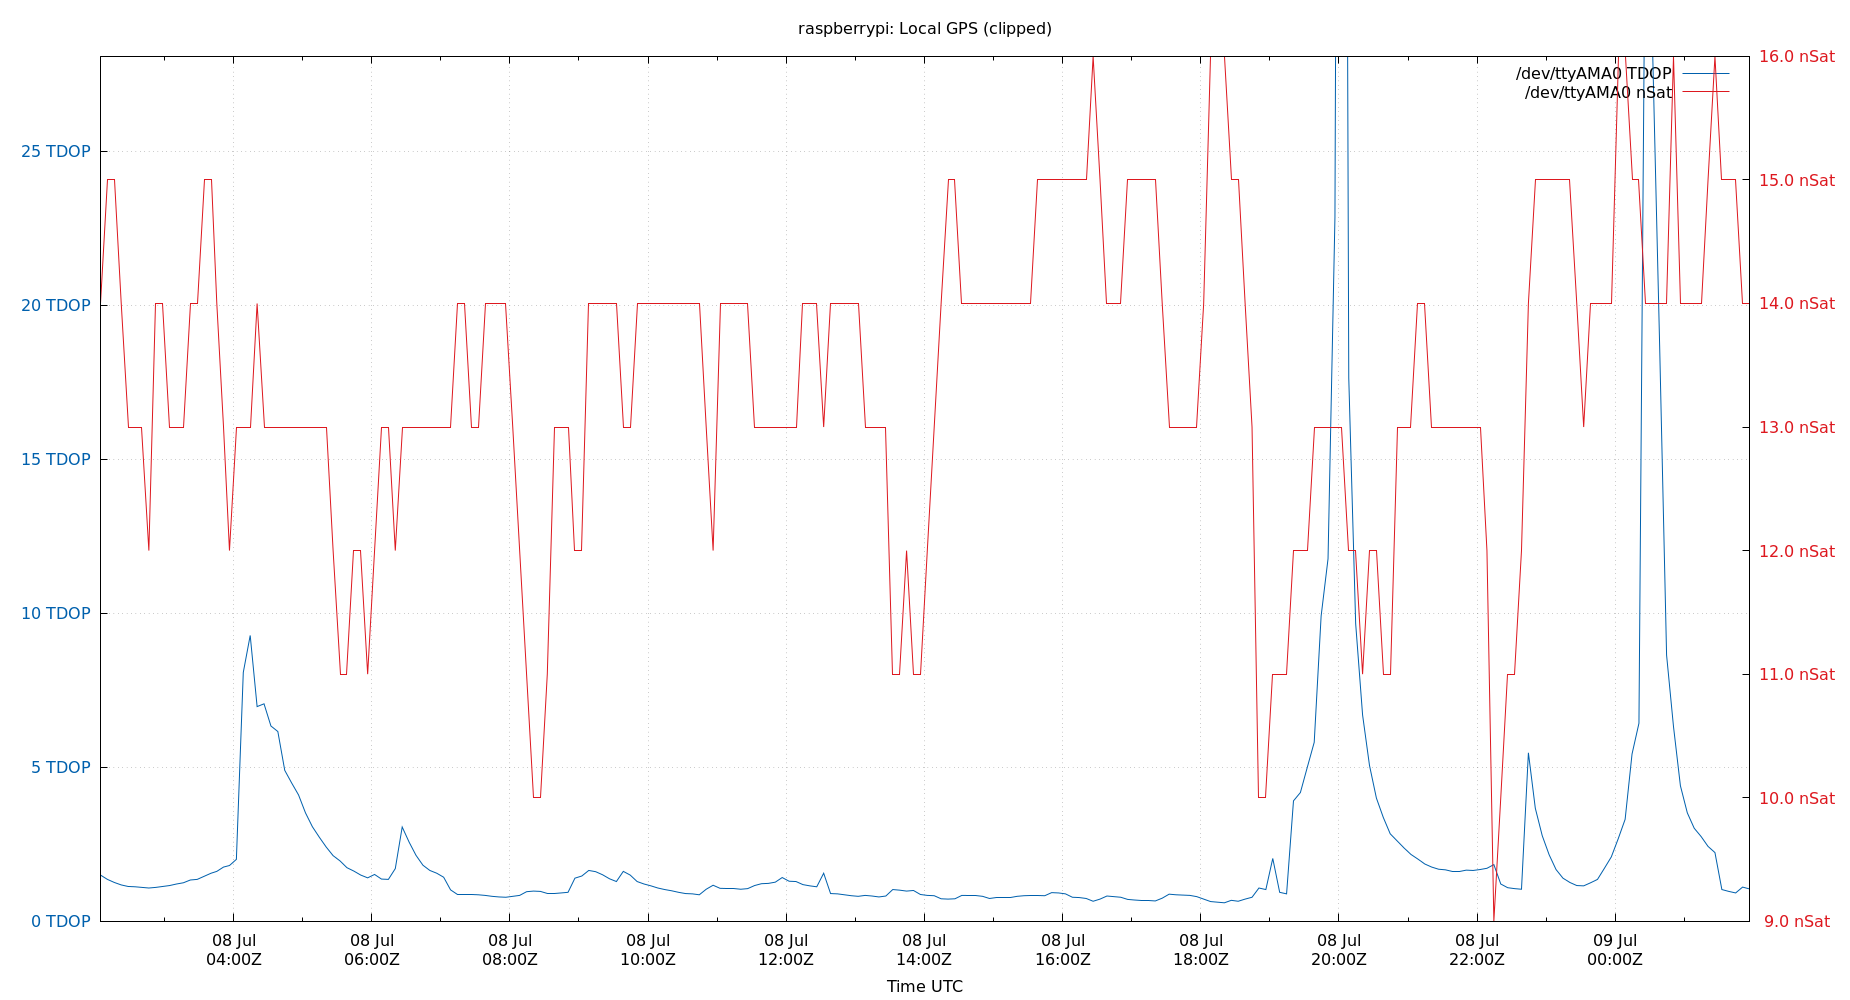 raspberrypi: Local GPS (clipped)
/dev/ttyAMA0 TDOP
/dev/ttyAMA0 nSat
25 TDOP
20 TDOP
15 TDOP
10 TDOP
5 TDOP
0 TDOP
16.0 nSat
15.0 nSat
14.0 nSat
13.0 nSat
12.0 nSat
11.0 nSat
10.0 nSat
9.0 nSat
08 Jul
04:00Z
08 Jul
06:00Z
08 Jul
08:00Z
08 Jul
10:00Z
08 Jul
12:00Z
08 Jul
14:00Z
08 Jul
16:00Z
08 Jul
18:00Z
08 Jul
20:00Z
08 Jul
22:00Z
09 Jul
00:00Z
Time UTC